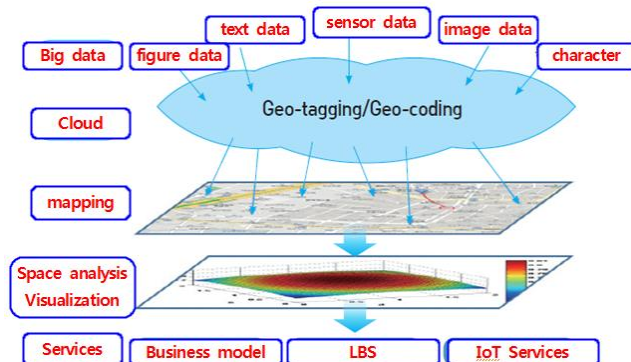 sensor data
text data
image data
Big data
figure data
character
Geo-tagging/Geo-coding
Cloud
mapping
Space analysis
Visualization
Services
Business model
LBS
IoT Services